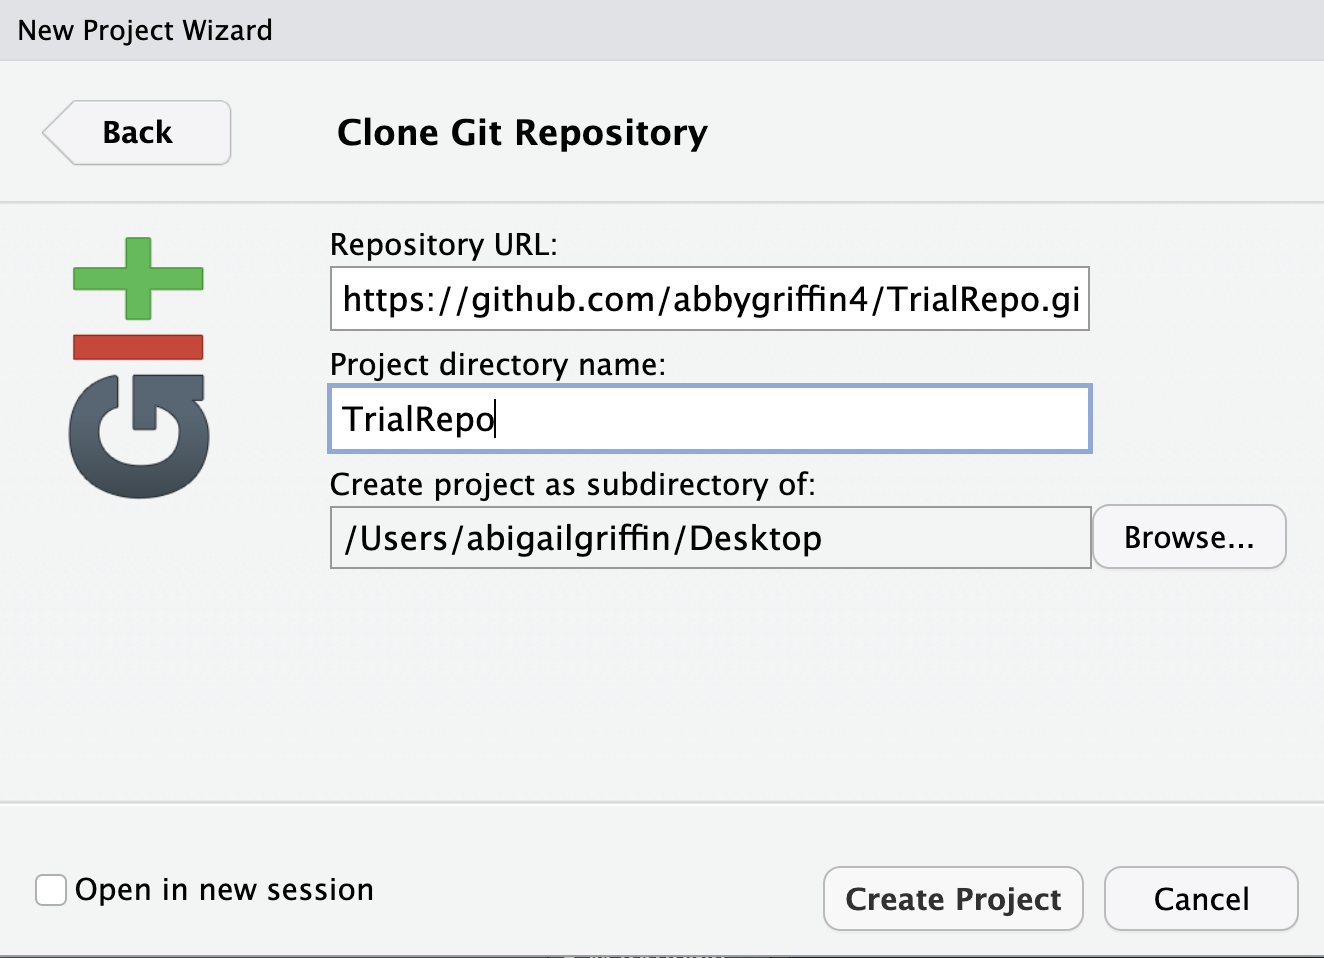 New Project Wizard
Back
Clone Git Repository
GIT
Repository URL:
https://github.com/abbygriffin4/TrialRepo.gi
Project directory name:
TrialRepo
Create project as subdirectory of:
/Users/abigailgriffin/Desktop
Browse...
Open in new session
Create Project
Cancel